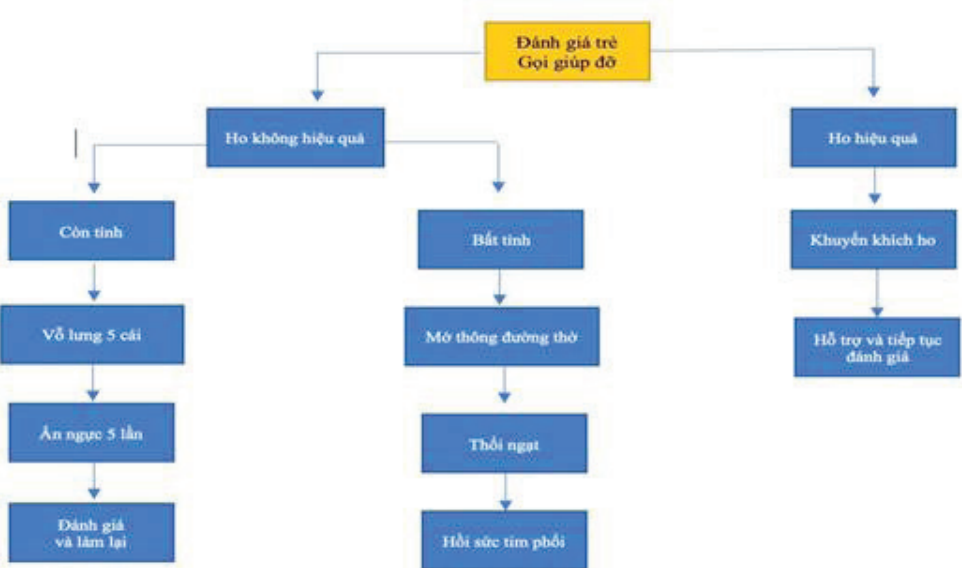 Đánh giá trẻ
Gọi giúp đỡ
Ho không hiệu quả
Ho hiệu quả
Còn tỉnh
Bất tỉnh
Khuyến khích ho
Vỗ lưng 5 cái
Mở thông đường thở
Hỗ trợ và tiếp tục
đánh giá
Ấn ngực 5 lần
Thổi ngạt
Đánh giá
và làm lại
Hồi sức tim phổi